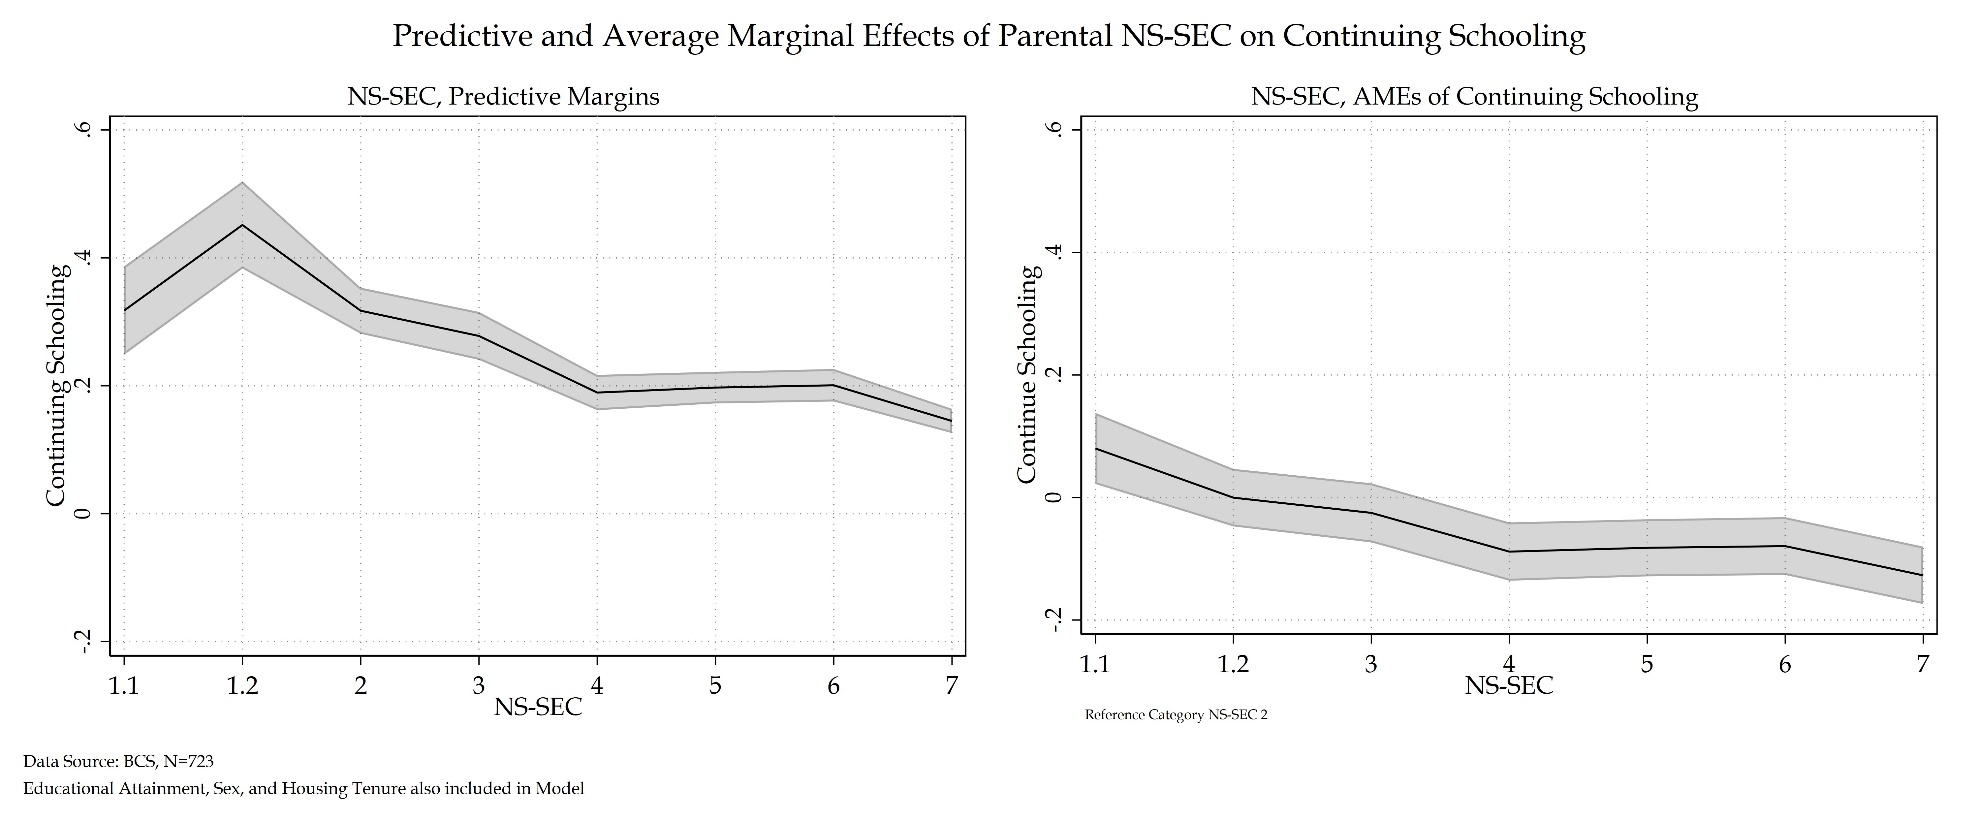 Predictive and Average Marginal Effects of Parental NS-SEC on Continuing Schooling
NS-SEC, Predictive Margins
Continuing Schooling
.6
.4
.2
0
-.2
1.1 1.2 2 3 4 5 6 7
NS-SEC
NS-SEC, AMEs of Continuing Schooling
Continue Schooling
.6
.4
.2
0
-.2
1.1 1.2 3 4 5 6 7
NS-SEC
Reference Category NS-SEC 2
Data Source: BCS, N=723
Educational Attainment, Sex, and Housing Tenure also included in Model